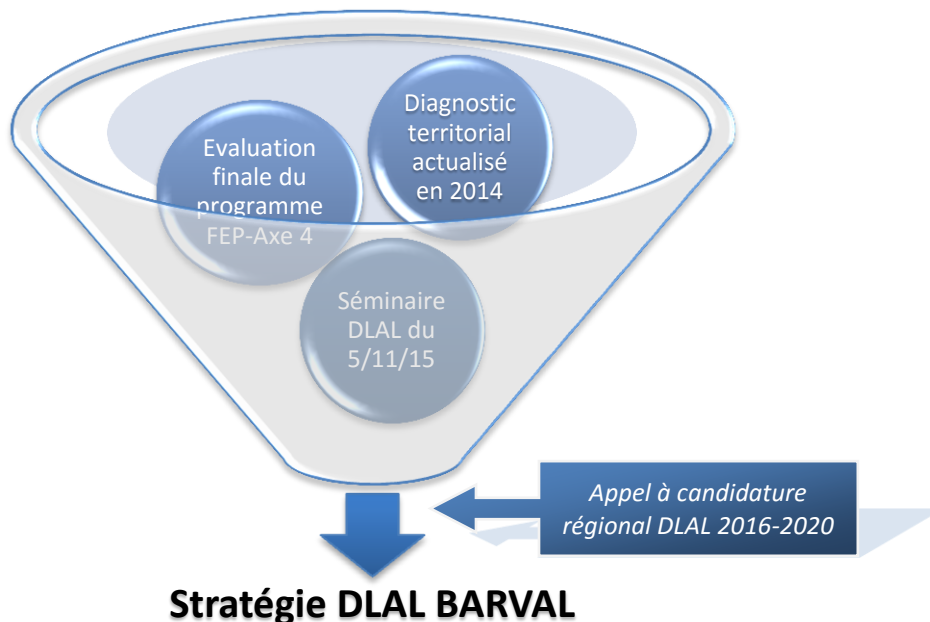 Diagnostic
territorial
actualisé
en 2014
Evaluation
finale du
programme
FEP-Axe 4
Séminaire
DLAL du
5/11/15
Appel à candidature
régional DLAL 2016-2020
Stratégie DLAL BARVAL